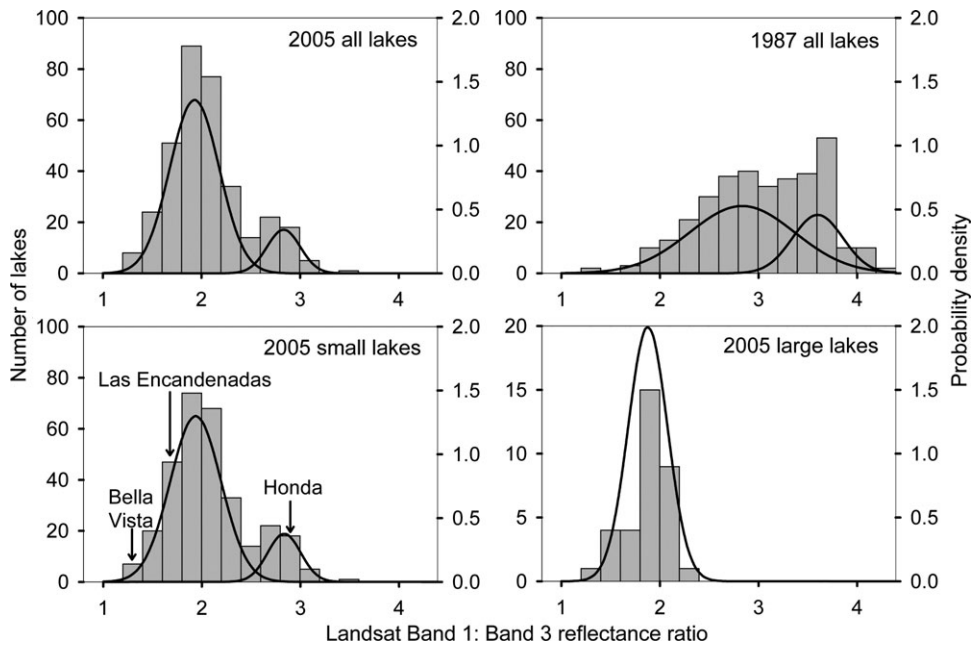 100
80
60
40
20
0
2005 all lakes
2.0
1.5
1.0
0.5
0.0
1 2 3 4
100
80
60
40
20
0
1987 all lakes
2.0
1.5
1.0
0.5
0.0
1 2 3 4
Number of lakes
Probability density
100
80
60
40
20
0
2005 small lakes
Las Encandenadas
Bella
Vista
Honda
2.0
1.5
1.0
0.5
0.0
1 2 3 4
20
15
10
5
0
2005 large lakes
2.0
1.5
1.0
0.5
0.0
1 2 3 4
Landsat Band 1: Band 3 reflectance ratio